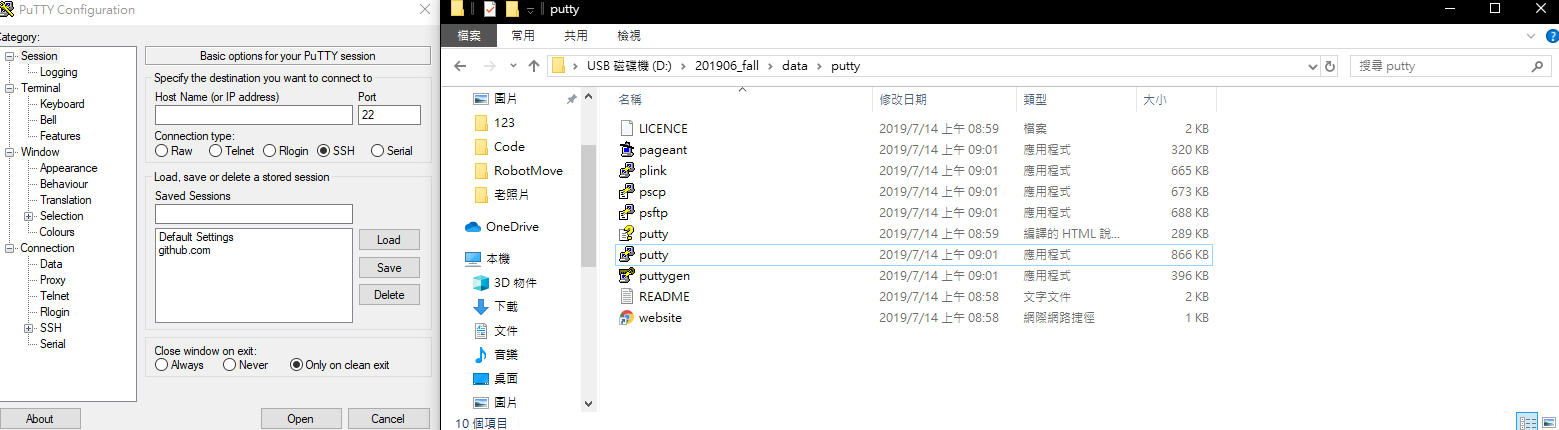 PuTTY Configuration
Category:
Session
Logging
Terminal
Keyboard
Bell
Features
Window
Appearance
Behaviour
Translation
Selection
Colours
Connection
Data
Proxy
Telnet
Rlogin
SSH
Serial
Basic options for your PuTTY session
Specify the destination you want to connect to
Host Name (or IP address) Port
22
Connection type:
Raw Telnet Rlogin SSH Serial
Load, save or delete a stored session
Saved Sessions
Default Settings
github.com
Load
Save
Delete
Close window on exit:
Always Never Only on clean exit
About Open Cancel
putty
檔案 常用 共用 檢視
USB 磁碟機 (D:) 201906_fall data putty
搜尋 putty
圖片
123
Code
RobotMove
老照片
OneDrive
本機
3D 物件
下載
文件
音樂
桌面
圖片
名稱 修改日期 類型 大小
LICENCE 2019/7/14 上午 08:59 檔案 2 KB
pageant 2019/7/14 上午 09:01 應用程式 320 KB
plink 2019/7/14 上午 09:01 應用程式 665 KB
pscp 2019/7/14 上午 09:01 應用程式 673 KB
psftp 2019/7/14 上午 09:01 應用程式 688 KB
putty 2019/7/14 上午 08:59 編譯的 HTML 說... 289 KB
putty 2019/7/14 上午 09:01 應用程式 866 KB
puttygen 2019/7/14 上午 09:01 應用程式 396 KB
README 2019/7/14 上午 08:58 文字文件 2 KB
website 2019/7/14 上午 08:58 網際網路捷徑 1 KB
10 個項目